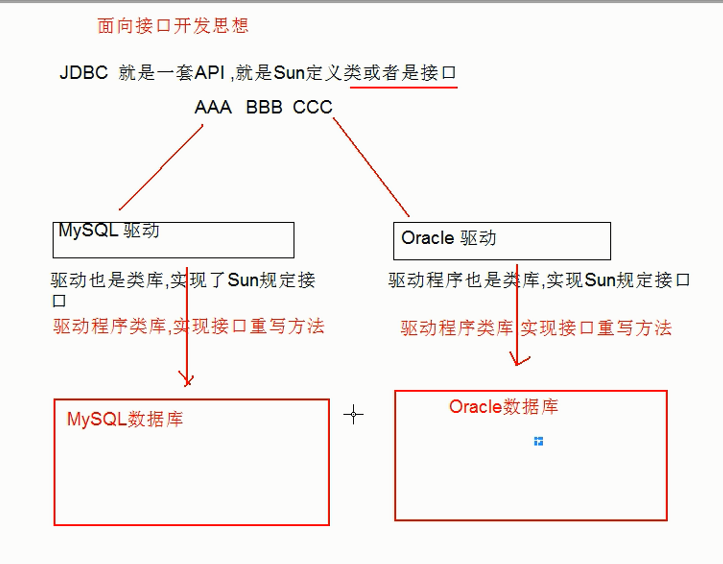 面向接口开发思想
JDBC 就是一套API ,就是Sun定义类或者是接口
AAA BBB CCC
MySQL 驱动
Oracle 驱动
驱动也是类库,实现了Sun规定接
口
驱动程序也是类库,实现Sun规定接口
驱动程序类库,实现接口重写方法
驱动程序类库 实现接口重写方法
MySQL数据库
Oracle数据库